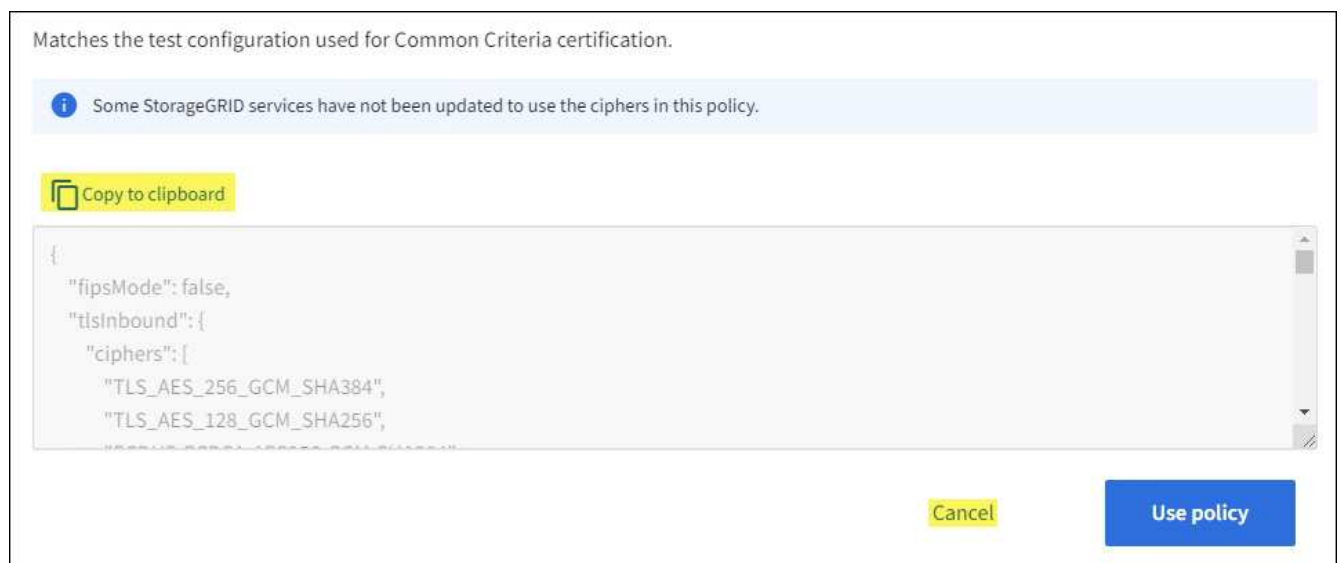 Matches the test configuration used for Common Criteria certification.
Some StorageGRID services have not been updated to use the ciphers in this policy.
Copy to clipboard
{
"fipsMode": false,
"tlsInbound": {
"ciphers": [
"TLS_AES_256_GCM_SHA384",
"TLS_AES_128_GCM_SHA256",
Cancel
Use policy